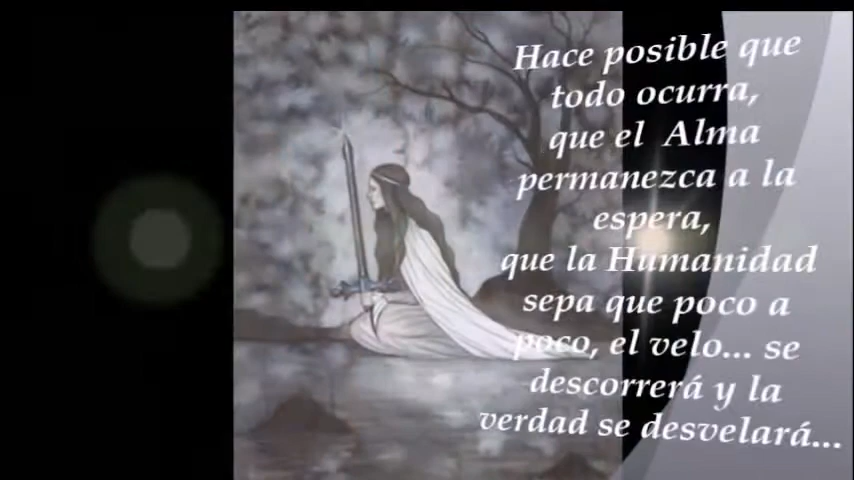 Hace posible que
todo ocurra,
que el Alma
permanezca a la
espera,
que la Humanidad
sepa que poco a
poco, el velo... se
descorrerá y la
verdad se desvelará...